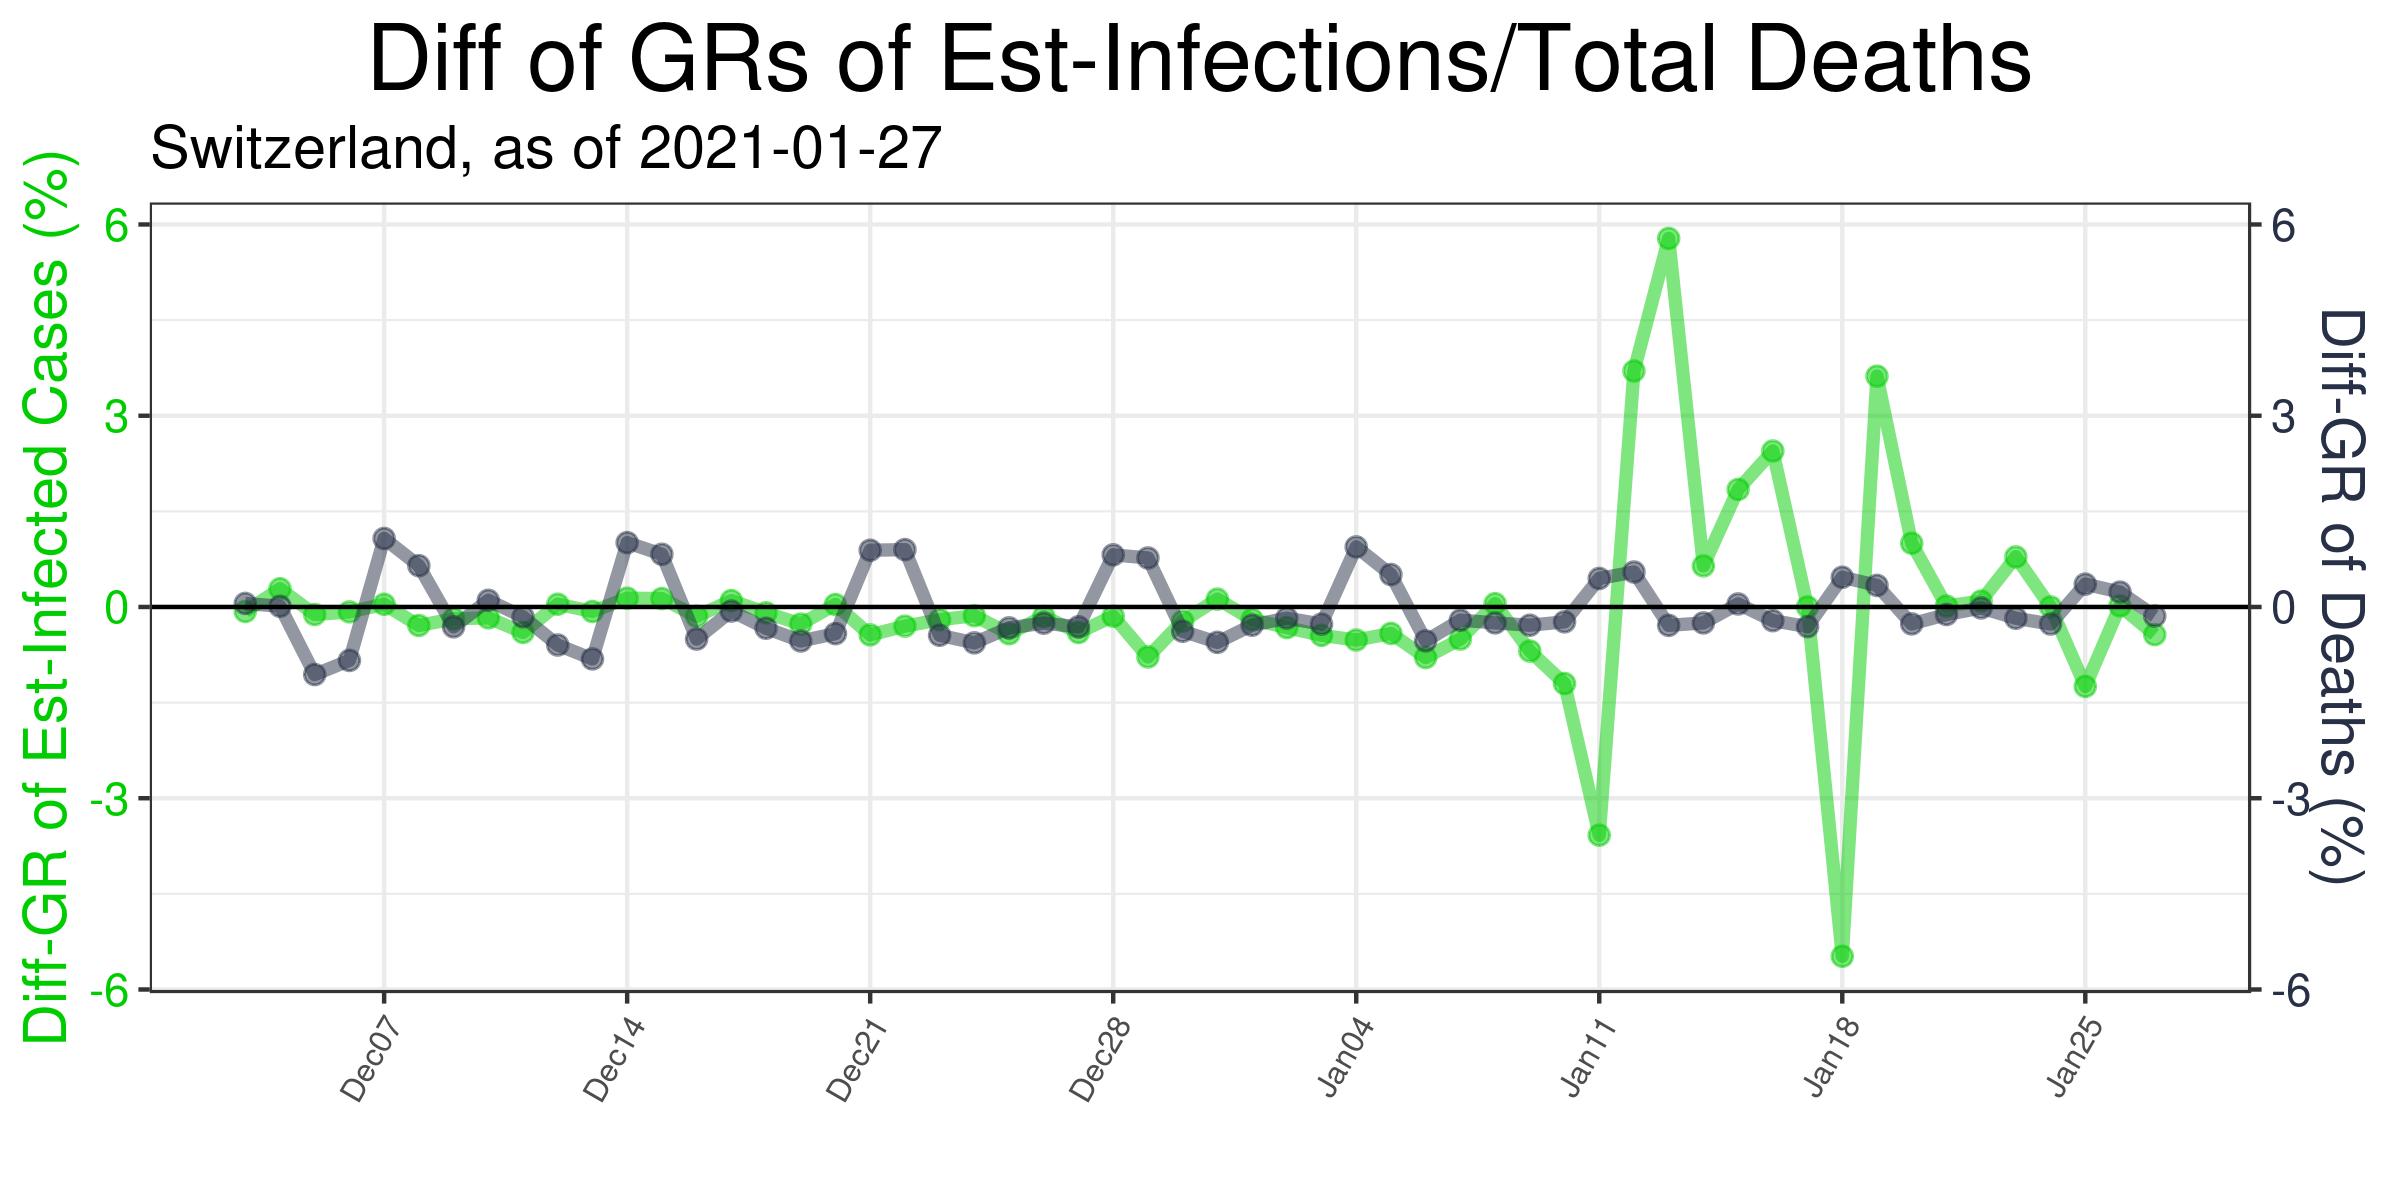 Diff of GRs of Est-Infections/Total Deaths
Switzerland, as of 2021-01-27
Diff-GR of Est-Infected Cases (%)
6
3
0
-3
-6
6
3
0
-3
-6
Diff-GR of Deaths (%)
Dec07
Dec14
Dec21
Dec28
Jan04
Jan11
Jan18
Jan25